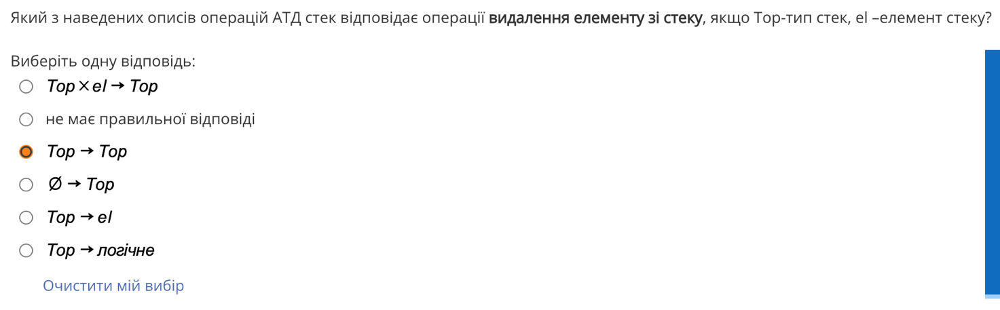 Який з наведених описів операцій АТД стек відповідає операції видалення елементу зі стеку, якщо Top-тип стек, el –елемент стеку?
Виберіть одну відповідь:
Top × el → Top
не має правильної відповіді
Top → Top
∅ → Top
Top → el
Top → логічне
Очистити мій вибір